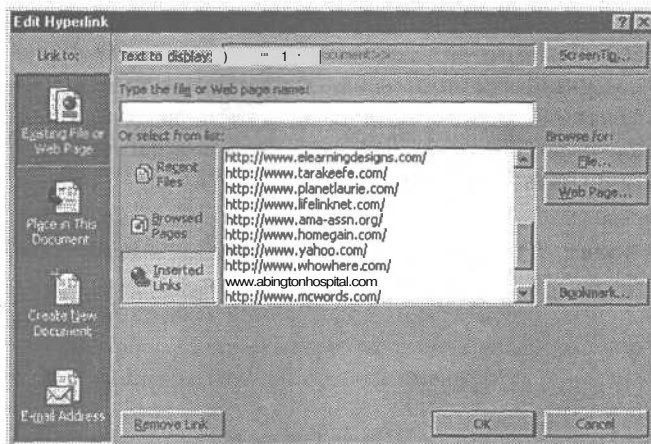 Edit Hyperlink
Link to:
Text to display:
ScreenTip...
Type the file or Web page name:
Existing File or
Web Page
Or select from list:
Browse for:
Recent
Files
Browsed
Pages
Inserted
Links
http://www.elearningdesigns.com/
http://www.tarakeefe.com/
http://www.planetlaurie.com/
http://www.lifelinknet.com/
http://www.ama-assn.org/
http://www.homegain.com/
http://www.yahoo.com/
http://www.whowhere.com/
www.abingtonhospital.com
http://www.mcwords.com/
File...
Web Page...
Bookmark...
Place in This
Document
Create New
Document
E-mail Address
Remove Link
OK
Cancel